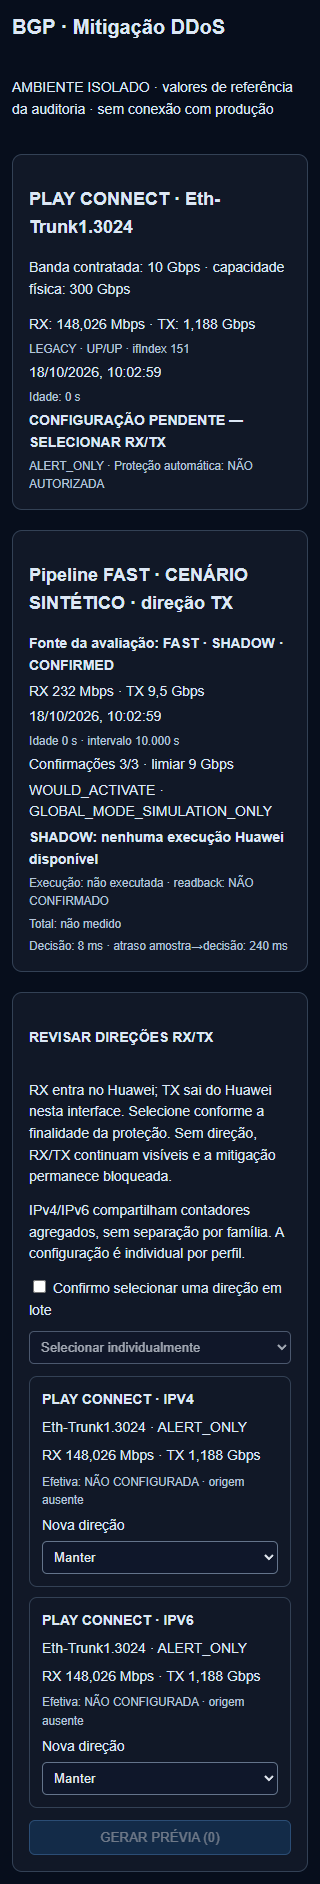 BGP · Mitigação DDoS
AMBIENTE ISOLADO · valores de referência
da auditoria · sem conexão com produção
PLAY CONNECT · Eth-
Trunk1.3024
Banda contratada: 10 Gbps · capacidade
física: 300 Gbps
RX: 148,026 Mbps · TX: 1,188 Gbps
LEGACY · UP/UP · ifIndex 151
18/10/2026, 10:02:59
Idade: 0 s
CONFIGURAÇÃO PENDENTE —
SELECIONAR RX/TX
ALERT_ONLY · Proteção automática: NÃO
AUTORIZADA
Pipeline FAST · CENÁRIO
SINTÉTICO · direção TX
Fonte da avaliação: FAST · SHADOW ·
CONFIRMED
RX 232 Mbps · TX 9,5 Gbps
18/10/2026, 10:02:59
Idade 0 s · intervalo 10.000 s
Confirmações 3/3 · limiar 9 Gbps
WOULD_ACTIVATE ·
GLOBAL_MODE_SIMULATION_ONLY
SHADOW: nenhuma execução Huawei
disponível
Execução: não executada · readback: NÃO
CONFIRMADO
Total: não medido
Decisão: 8 ms · atraso amostra→decisão: 240 ms
REVISAR DIREÇÕES RX/TX
RX entra no Huawei; TX sai do Huawei
nesta interface. Selecione conforme a
finalidade da proteção. Sem direção,
RX/TX continuam visíveis e a mitigação
permanece bloqueada.
IPv4/IPv6 compartilham contadores
agregados, sem separação por família. A
configuração é individual por perfil.
Confirmo selecionar uma direção em
lote
Selecionar individualmente
PLAY CONNECT · IPV4
Eth-Trunk1.3024 · ALERT_ONLY
RX 148,026 Mbps · TX 1,188 Gbps
Efetiva: NÃO CONFIGURADA · origem
ausente
Nova direção
Manter
PLAY CONNECT · IPV6
Eth-Trunk1.3024 · ALERT_ONLY
RX 148,026 Mbps · TX 1,188 Gbps
Efetiva: NÃO CONFIGURADA · origem
ausente
Nova direção
Manter
GERAR PRÉVIA (0)